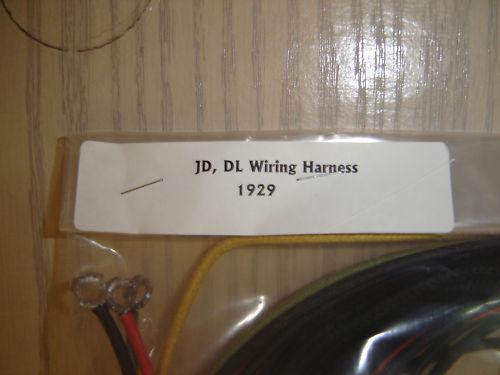 JD, DL Wiring Harness
1929